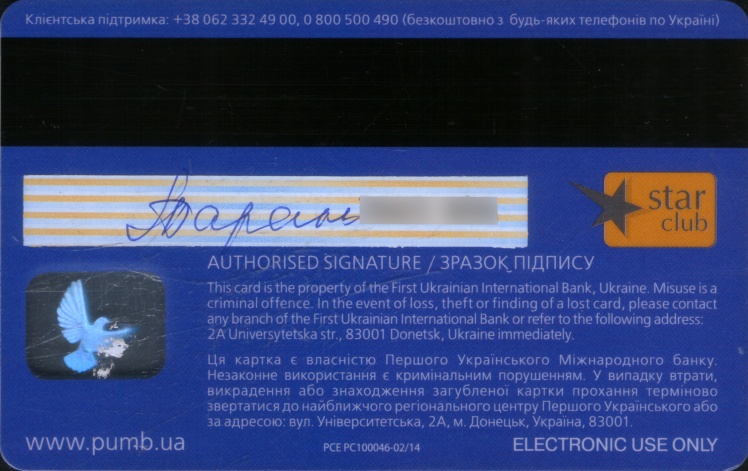 Клієнтська підтримка: +38 062 332 49 00, 0 800 500 490 (безкоштовно з будь-яких телефонів по Україні)
star
club
AUTHORISED SIGNATURE / ЗРАЗОК ПІДПИСУ
This card is the property of the First Ukrainian International Bank, Ukraine. Misuse is a
criminal offence. In the event of loss, theft or finding of a lost card, please contact
any branch of the First Ukrainian International Bank or refer to the following address:
2A Universytetska str., 83001 Donetsk, Ukraine immediately.
Ця картка є власністю Першого Українського Міжнародного банку.
Незаконне використання є кримінальним порушенням. У випадку втрати,
викрадення або знаходження загубленої картки прохання терміново
звертатися до найближчого регіонального центру Першого Українського або
за адресою: вул. Університетська, 2А, м. Донецьк, Україна, 83001.
www.pumb.ua
PCE PC100046-02/14
ELECTRONIC USE ONLY